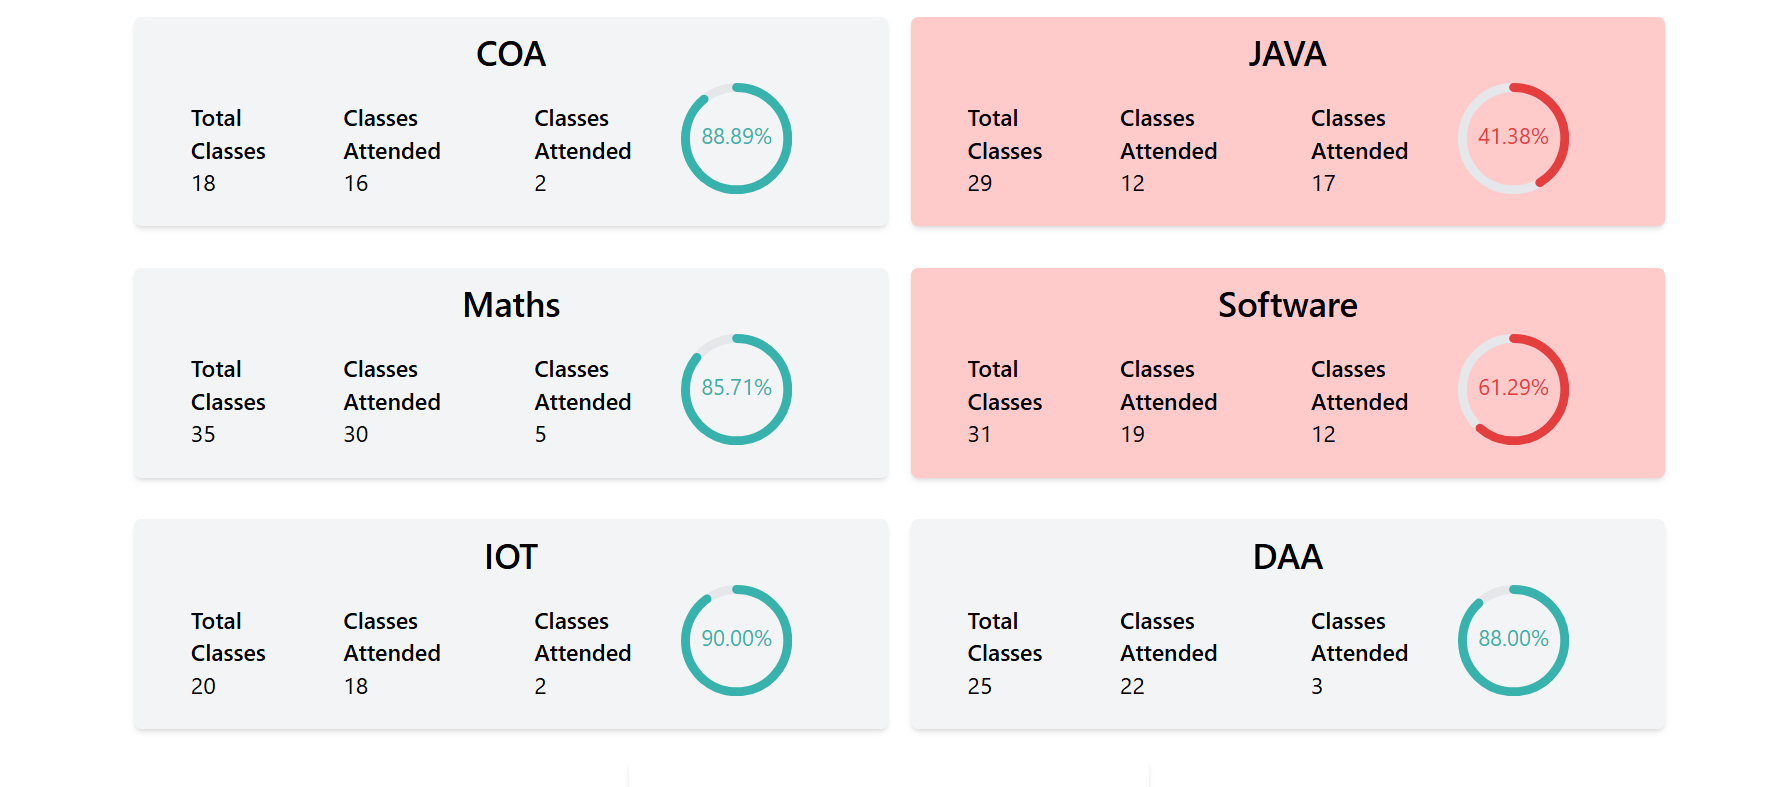 COA
Total Classes
18
Classes Attended
16
Classes Attended
2
88.89%
JAVA
Total Classes
29
Classes Attended
12
Classes Attended
17
41.38%
Maths
Total Classes
35
Classes Attended
30
Classes Attended
5
85.71%
Software
Total Classes
31
Classes Attended
19
Classes Attended
12
61.29%
IOT
Total Classes
20
Classes Attended
18
Classes Attended
2
90.00%
DAA
Total Classes
25
Classes Attended
22
Classes Attended
3
88.00%